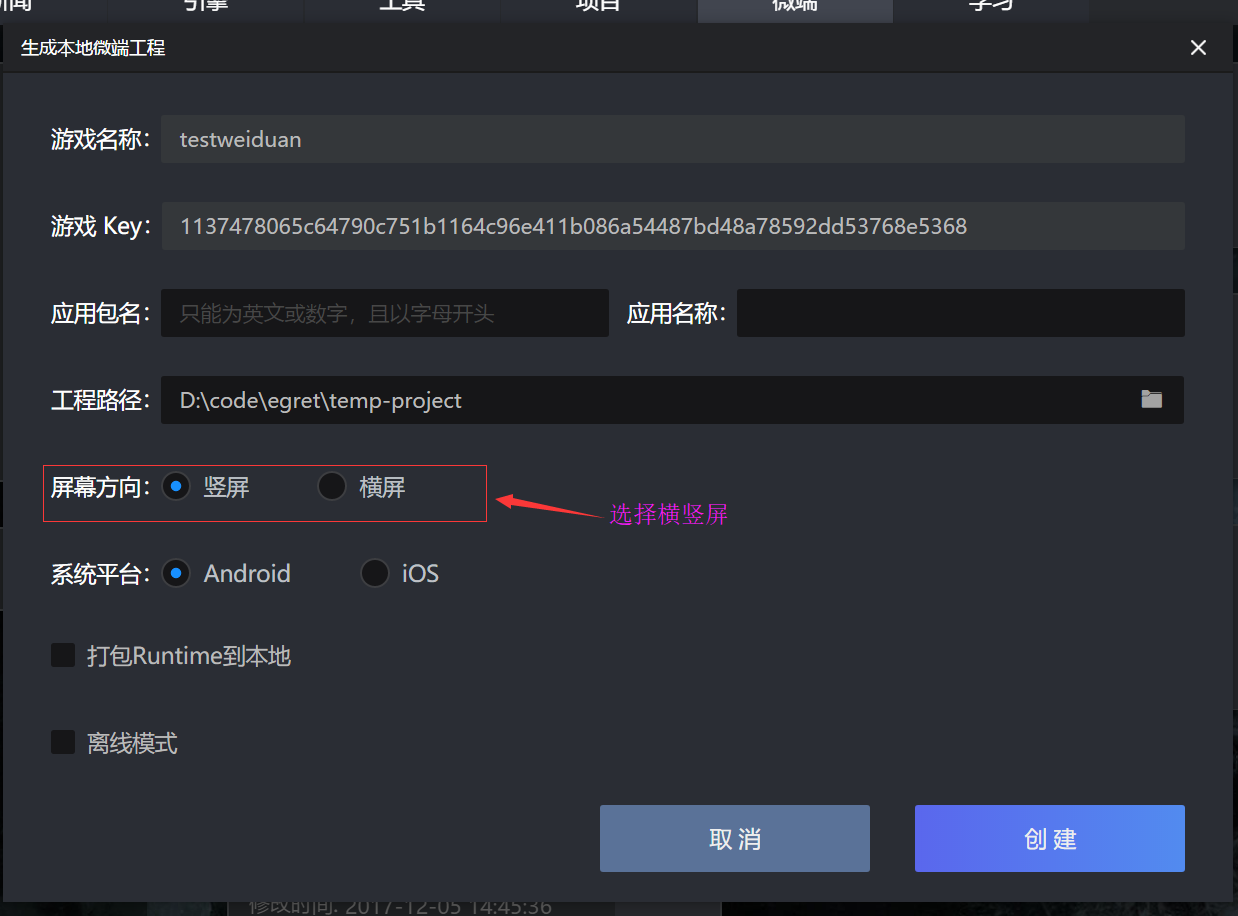 引擎 工具 项目 微端 学习
生成本地微端工程
游戏名称： testweiduan
游戏 Key： 1137478065c64790c751b1164c96e411b086a54487bd48a78592dd53768e5368
应用包名： 只能为英文或数字，且以字母开头 应用名称：
工程路径： D:\code\egret\temp-project
屏幕方向： 竖屏 横屏
选择横竖屏
系统平台： Android iOS
打包Runtime到本地
离线模式
取消 创建
修改时间: 2017-12-05 14:45:36